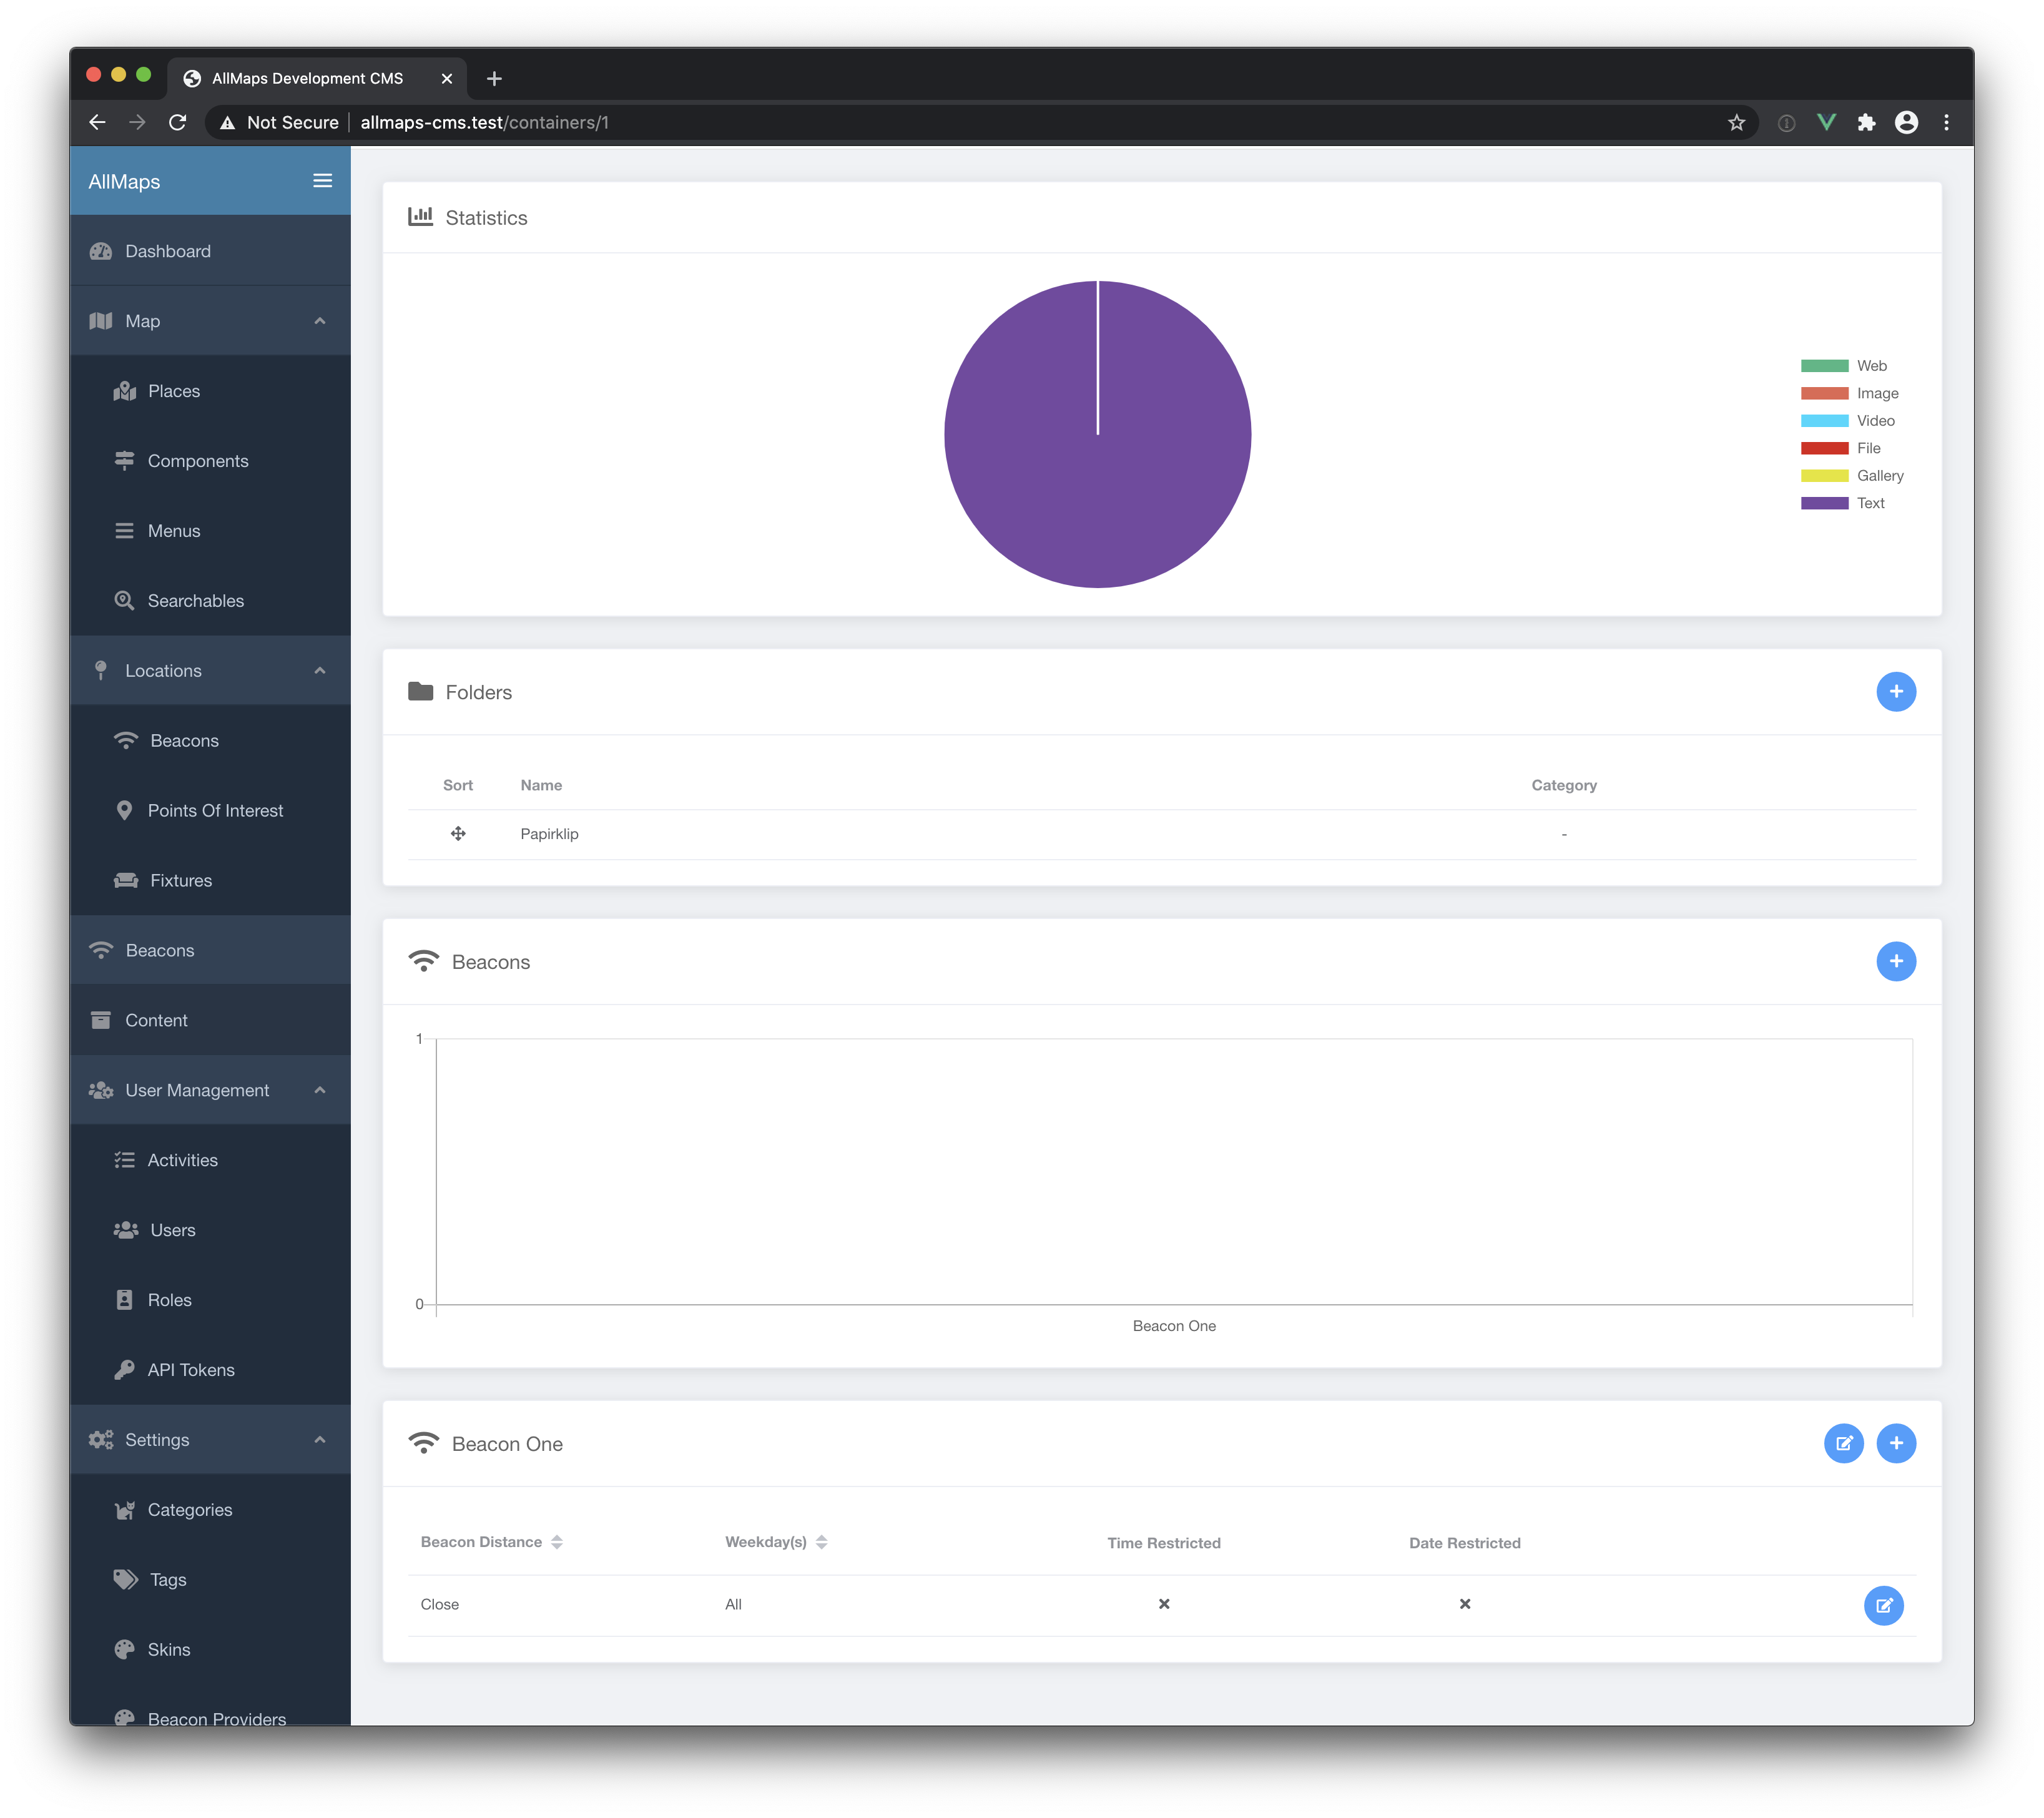 AllMaps Development CMS
Not Secure
allmaps-cms.test/containers/1
AllMaps
Dashboard
Map
Places
Components
Menus
Searchables
Locations
Beacons
Points Of Interest
Fixtures
Beacons
Content
User Management
Activities
Users
Roles
API Tokens
Settings
Categories
Tags
Skins
Beacon Providers
Statistics
Web
Image
Video
File
Gallery
Text
Folders
Sort Name Category
Papirklip -
Beacons
1
0
Beacon One
Beacon One
Beacon Distance Weekday(s) Time Restricted Date Restricted
Close All